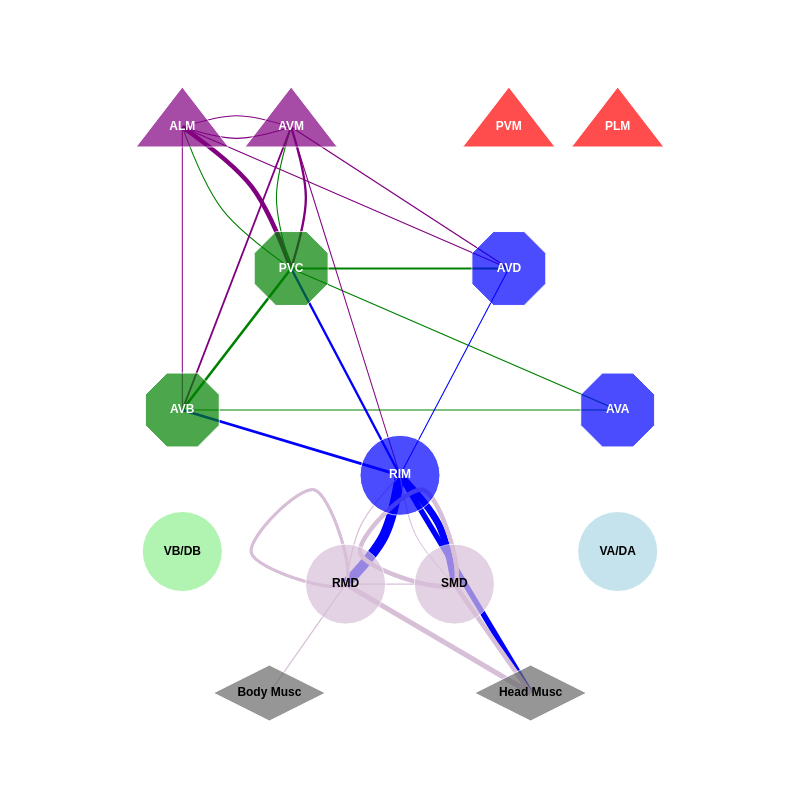 ALM
AVM
PVM
PLM
PVC
AVD
AVB
AVA
RIM
VB/DB
VA/DA
RMD
SMD
Body Musc
Head Musc